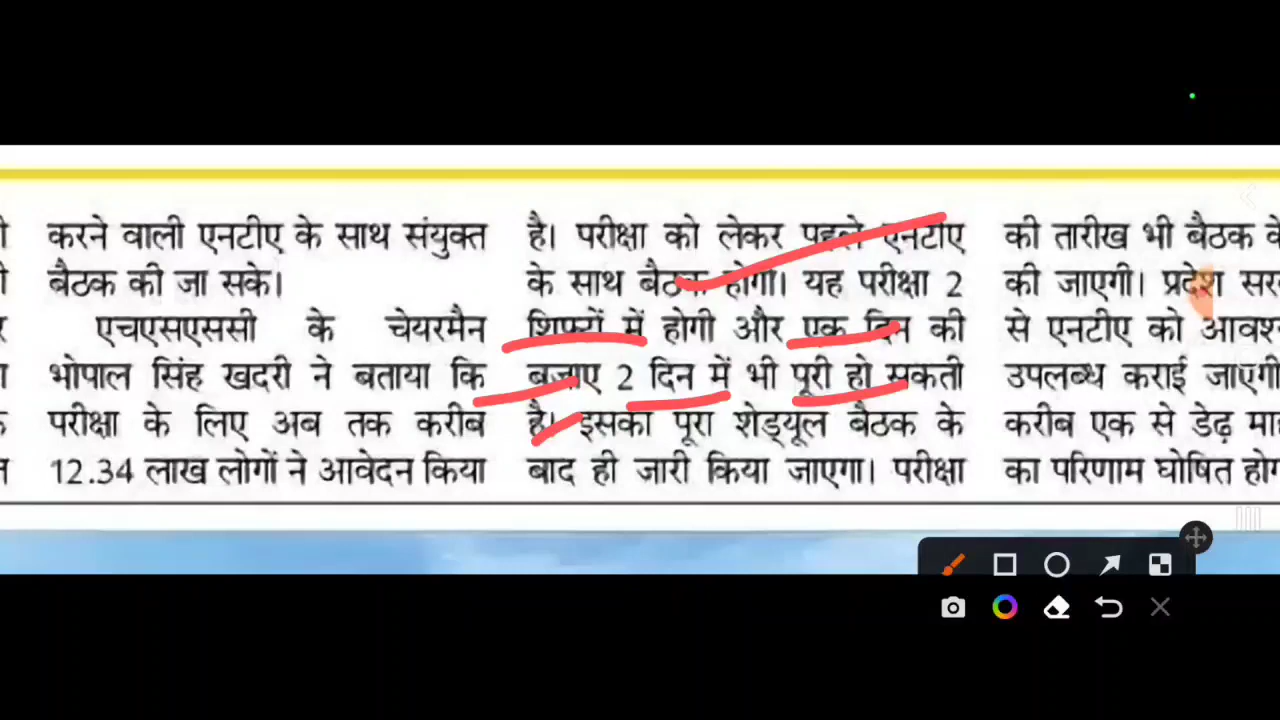 करने वाली एनटीए के साथ संयुक्त
बैठक की जा सके।
एचएसएससी के चेयरमैन
भोपाल सिंह खदरी ने बताया कि
परीक्षा के लिए अब तक करीब
12.34 लाख लोगों ने आवेदन किया
है। परीक्षा को लेकर पहले एनटीए
के साथ बैठक होगी। यह परीक्षा 2
शिफ्टों में होगी और एक दिन की
बजाए 2 दिन में भी पूरी हो सकती
है। इसका पूरा शेड्यूल बैठक के
बाद ही जारी किया जाएगा। परीक्षा
की तारीख भी बैठक के
की जाएगी। प्रदेश
से एनटीए को
उपलब्ध कराई जाएगी
करीब एक से डेढ़
का परिणाम घोषित